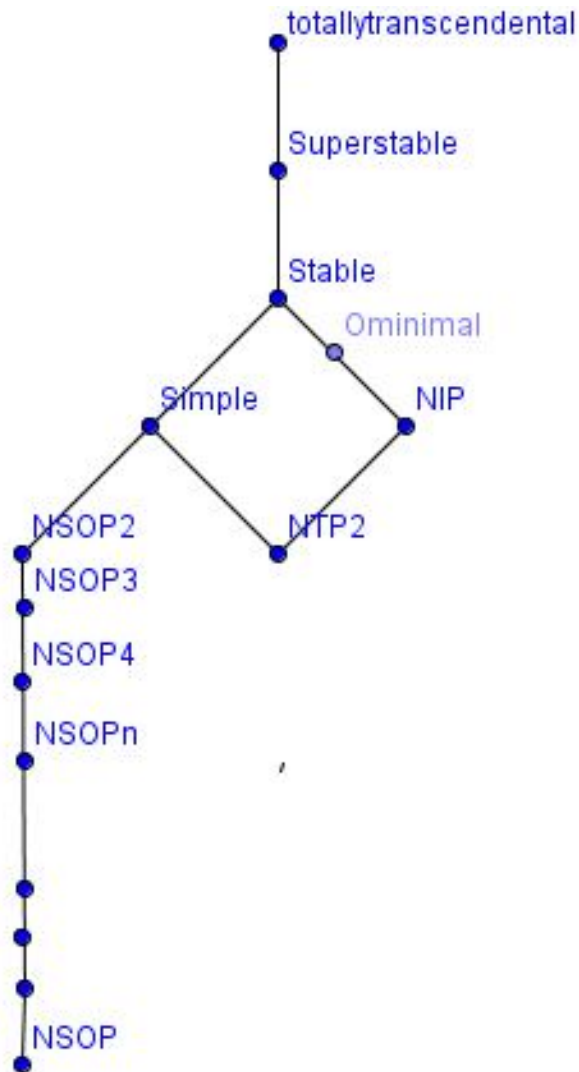 totallytranscendental
Superstable
Stable
Ominimal
Simple
NIP
NSOP2
NTP2
NSOP3
NSOP4
NSOPn
NSOP